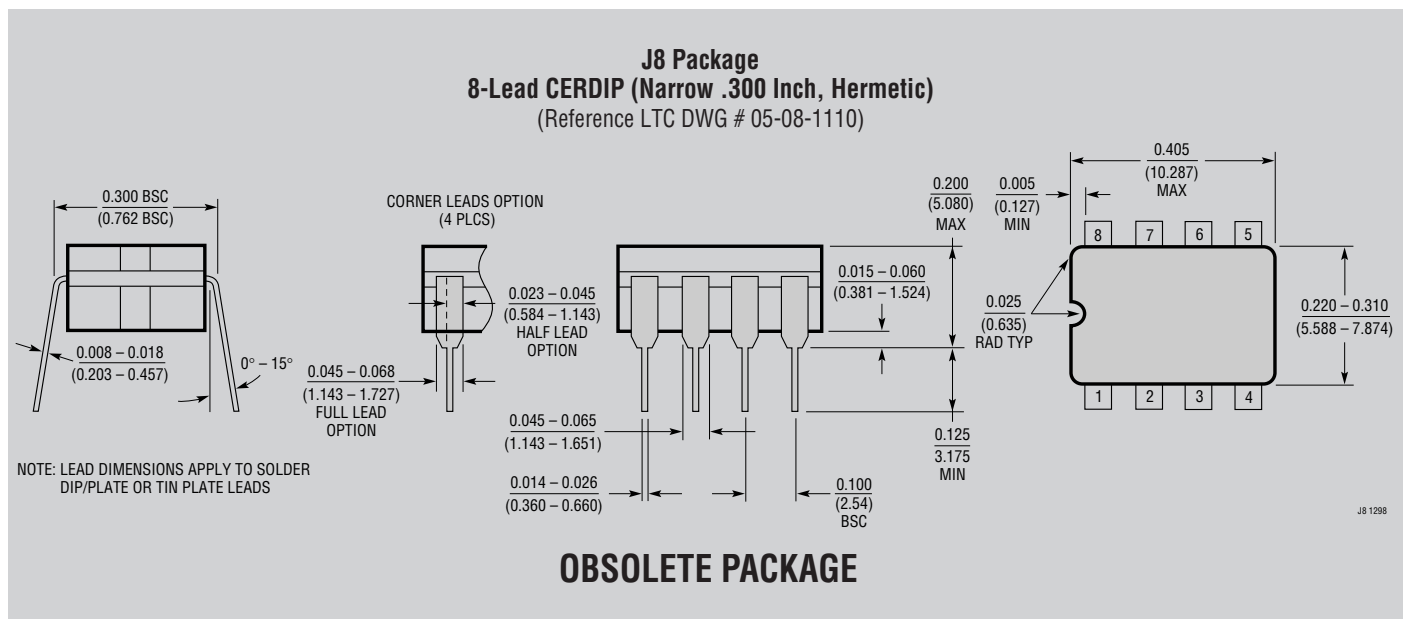 J8 Package
8-Lead CERDIP (Narrow .300 Inch, Hermetic)
(Reference LTC DWG # 05-08-1110)
0.300 BSC
(0.762 BSC)
0.008 – 0.018
(0.203 – 0.457)
0° – 15°
CORNER LEADS OPTION
(4 PLCS)
0.023 – 0.045
(0.584 – 1.143)
HALF LEAD
OPTION
0.045 – 0.068
(1.143 – 1.727)
FULL LEAD
OPTION
0.045 – 0.065
(1.143 – 1.651)
0.014 – 0.026
(0.360 – 0.660)
0.200
(5.080)
MAX
0.015 – 0.060
(0.381 – 1.524)
0.125
3.175
MIN
0.100
(2.54)
BSC
0.005
(0.127)
MIN
0.405
(10.287)
MAX
8 7 6 5
0.025
(0.635)
RAD TYP
0.220 – 0.310
(5.588 – 7.874)
1 2 3 4
NOTE: LEAD DIMENSIONS APPLY TO SOLDER
DIP/PLATE OR TIN PLATE LEADS
J8 1298
OBSOLETE PACKAGE